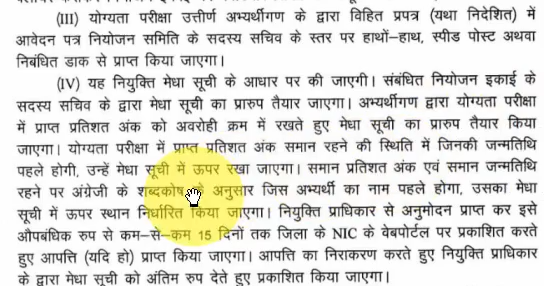 (III) योग्यता परीक्षा उत्तीर्ण अभ्यर्थीगण के द्वारा विहित प्रपत्र (यथा निदेशित) में
आवेदन पत्र नियोजन समिति के सदस्य सचिव के स्तर पर हाथों-हाथ, स्पीड पोस्ट अथवा
निबंधित डाक से प्राप्त किया जाएगा।
(IV) यह नियुक्ति मेधा सूची के आधार पर की जाएगी। संबंधित नियोजन इकाई के
सदस्य सचिव के द्वारा मेधा सूची का प्रारुप तैयार जाएगा। अभ्यर्थीगण द्वारा योग्यता परीक्षा
में प्राप्त प्रतिशत अंक को अवरोही क्रम में रखते हुए मेधा सूची का प्रारुप तैयार किया
जाएगा। योग्यता परीक्षा में प्राप्त प्रतिशत अंक समान रहने की स्थिति में जिनकी जन्मतिथि
पहले होगी, उन्हें मेधा सूची में ऊपर रखा जाएगा। समान प्रतिशत अंक एवं समान जन्मतिथि
रहने पर अंग्रेजी के शब्दकोष अनुसार जिस अभ्यर्थी का नाम पहले होगा, उसका मेधा
सूची में ऊपर स्थान निर्धारित किया जाएगा। नियुक्ति प्राधिकार से अनुमोदन प्राप्त कर इसे
औपबंधिक रुप से कम-से-कम 15 दिनों तक जिला के NIC के वेबपोर्टल पर प्रकाशित करते
हुए आपत्ति (यदि हो) प्राप्त किया जाएगा। आपत्ति का निराकरण करते हुए नियुक्ति प्राधिकार
के द्वारा मेधा सूची को अंतिम रुप देते हुए प्रकाशित किया जाएगा।